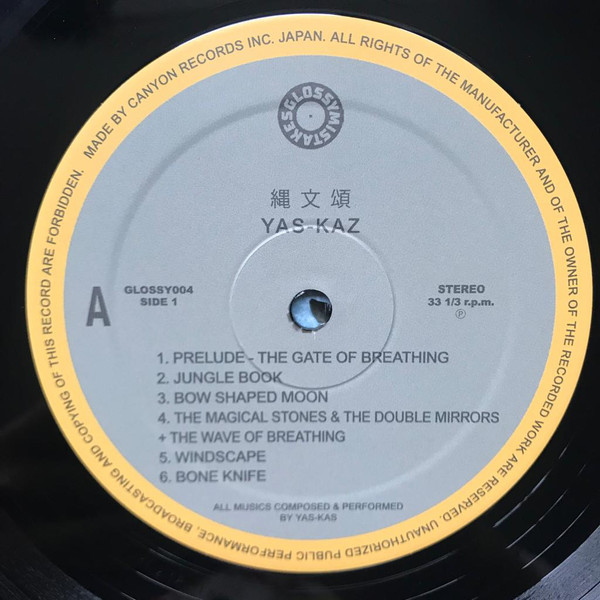 MADE BY CANYON RECORDS INC. JAPAN. ALL RIGHTS OF THE MANUFACTURER AND OF THE OWNER OF THE RECORDED WORK ARE RESERVED. UNAUTHORIZED PUBLIC PERFORMANCE, BROADCASTING AND COPYING OF THIS RECORD ARE FORBIDDEN.
GLOSSYMISTAKES
縄文頌
YAS-KAZ
A
GLOSSY004
SIDE 1
STEREO
33 1/3 r.p.m.
Ⓟ
1. PRELUDE - THE GATE OF BREATHING
2. JUNGLE BOOK
3. BOW SHAPED MOON
4. THE MAGICAL STONES & THE DOUBLE MIRRORS
+ THE WAVE OF BREATHING
5. WINDSCAPE
6. BONE KNIFE
ALL MUSICS COMPOSED & PERFORMED
BY YAS-KAS